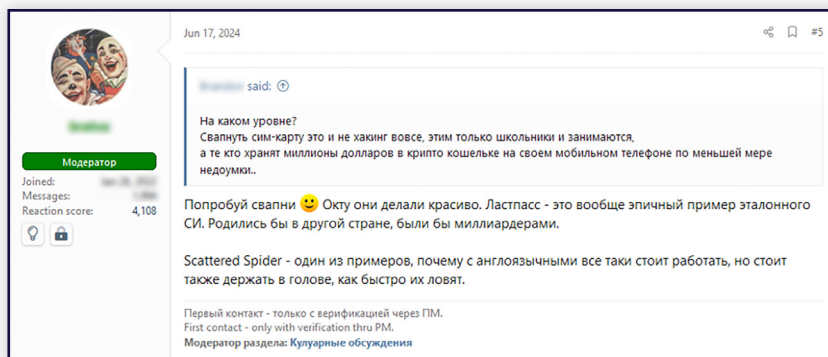 Jun 17, 2024
#5
said:
На каком уровне?
Свапнуть сим-карту это и не хакинг вовсе, этим только школьники и занимаются,
а те кто хранят миллионы долларов в крипто кошельке на своем мобильном телефоне по меньшей мере
недоумки..
Модератор
Joined:
Messages:
Reaction score: 4,108
Попробуй свапни Окту они делали красиво. Ластпасс - это вообще эпичный пример эталонного
СИ. Родились бы в другой стране, были бы миллиардерами.
Scattered Spider - один из примеров, почему с англоязычными все таки стоит работать, но стоит
также держать в голове, как быстро их ловят.
Первый контакт - только с верификацией через ПМ.
First contact - only with verification thru PM.
Модератор раздела: Кулуарные обсуждения